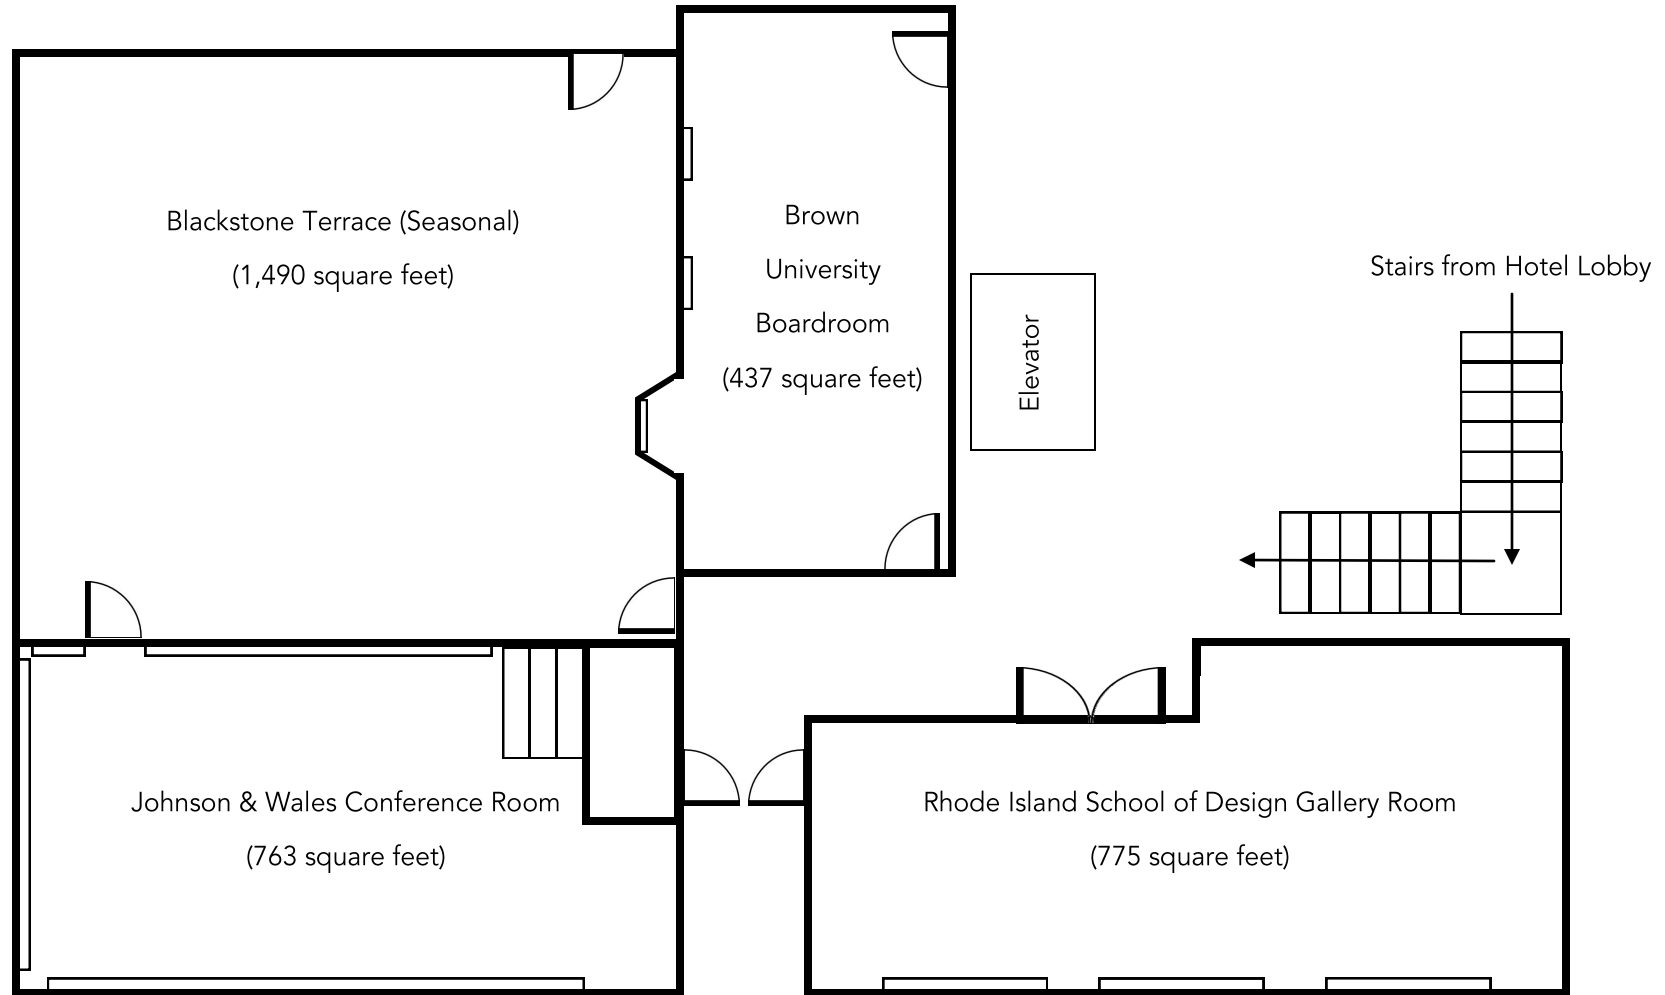 Blackstone Terrace (Seasonal)
(1,490 square feet)
Brown
University
Boardroom
(437 square feet)
Elevator
Stairs from Hotel Lobby
Johnson & Wales Conference Room
(763 square feet)
Rhode Island School of Design Gallery Room
(775 square feet)